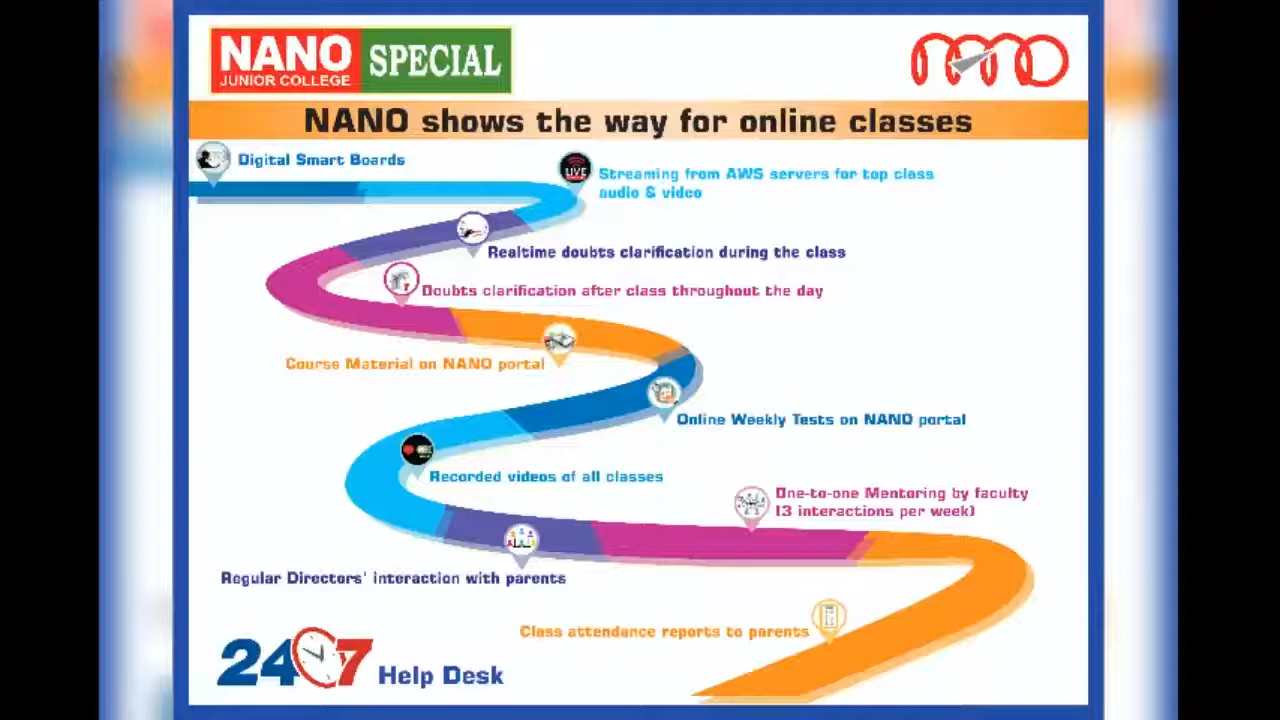 NANO SPECIAL
JUNIOR COLLEGE
NANO shows the way for online classes
Digital Smart Boards
LIVE
Streaming from AWS servers for top class
audio & video
Realtime doubts clarification during the class
Doubts clarification after class throughout the day
Course Material on NANO portal
Online Weekly Tests on NANO portal
Recorded videos of all classes
One-to-one Mentoring by faculty
(3 interactions per week)
Regular Directors' interaction with parents
Class attendance reports to parents
24 7 Help Desk